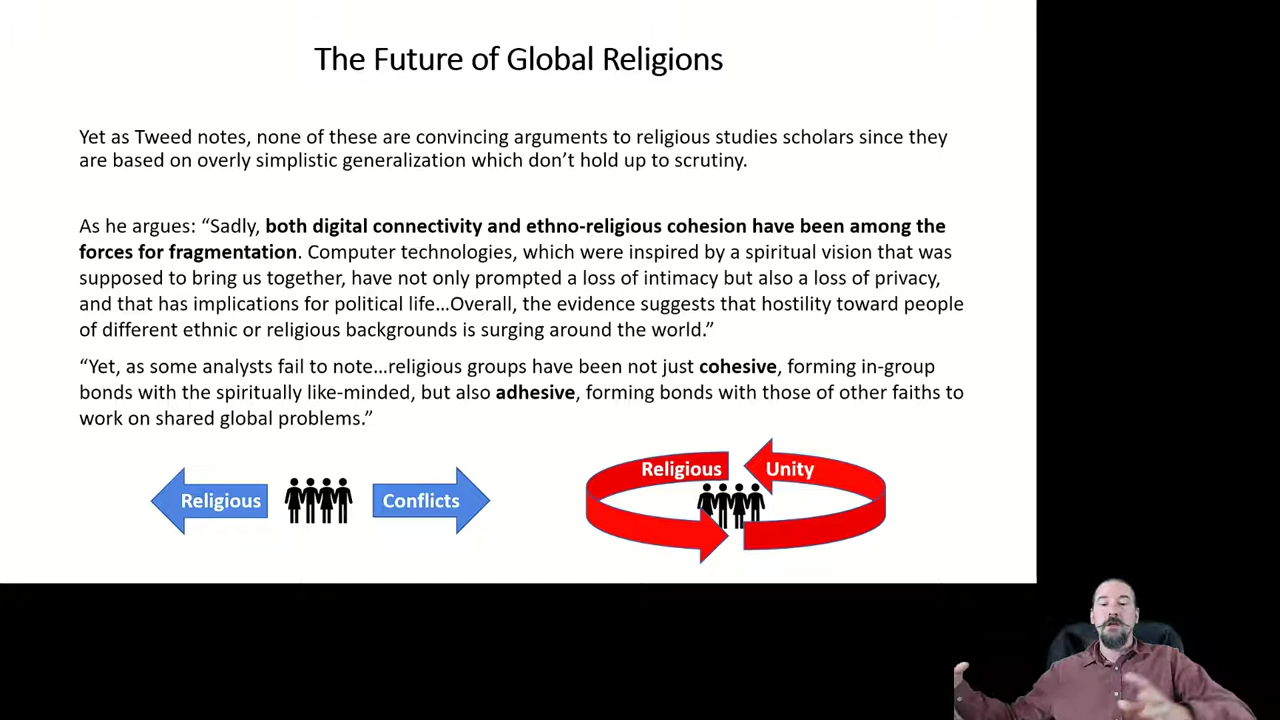 The Future of Global Religions
Yet as Tweed notes, none of these are convincing arguments to religious studies scholars since they
are based on overly simplistic generalization which don’t hold up to scrutiny.
As he argues: “Sadly, both digital connectivity and ethno-religious cohesion have been among the
forces for fragmentation. Computer technologies, which were inspired by a spiritual vision that was
supposed to bring us together, have not only prompted a loss of intimacy but also a loss of privacy,
and that has implications for political life…Overall, the evidence suggests that hostility toward people
of different ethnic or religious backgrounds is surging around the world.”
“Yet, as some analysts fail to note…religious groups have been not just cohesive, forming in-group
bonds with the spiritually like-minded, but also adhesive, forming bonds with those of other faiths to
work on shared global problems.”
Religious Conflicts
Religious Unity